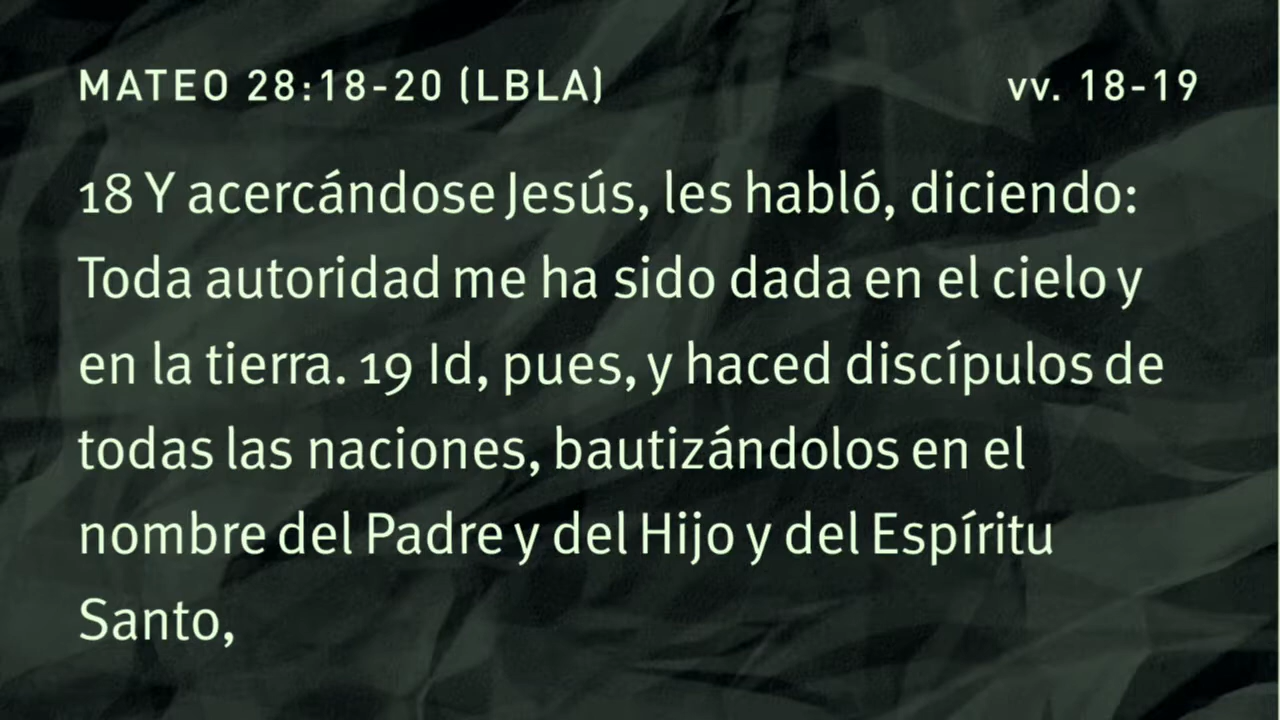 MATEO 28:18-20 (LBLA) vv. 18-19
18 Y acercándose Jesús, les habló, diciendo:
Toda autoridad me ha sido dada en el cielo y
en la tierra. 19 Id, pues, y haced discípulos de
todas las naciones, bautizándolos en el
nombre del Padre y del Hijo y del Espíritu
Santo,